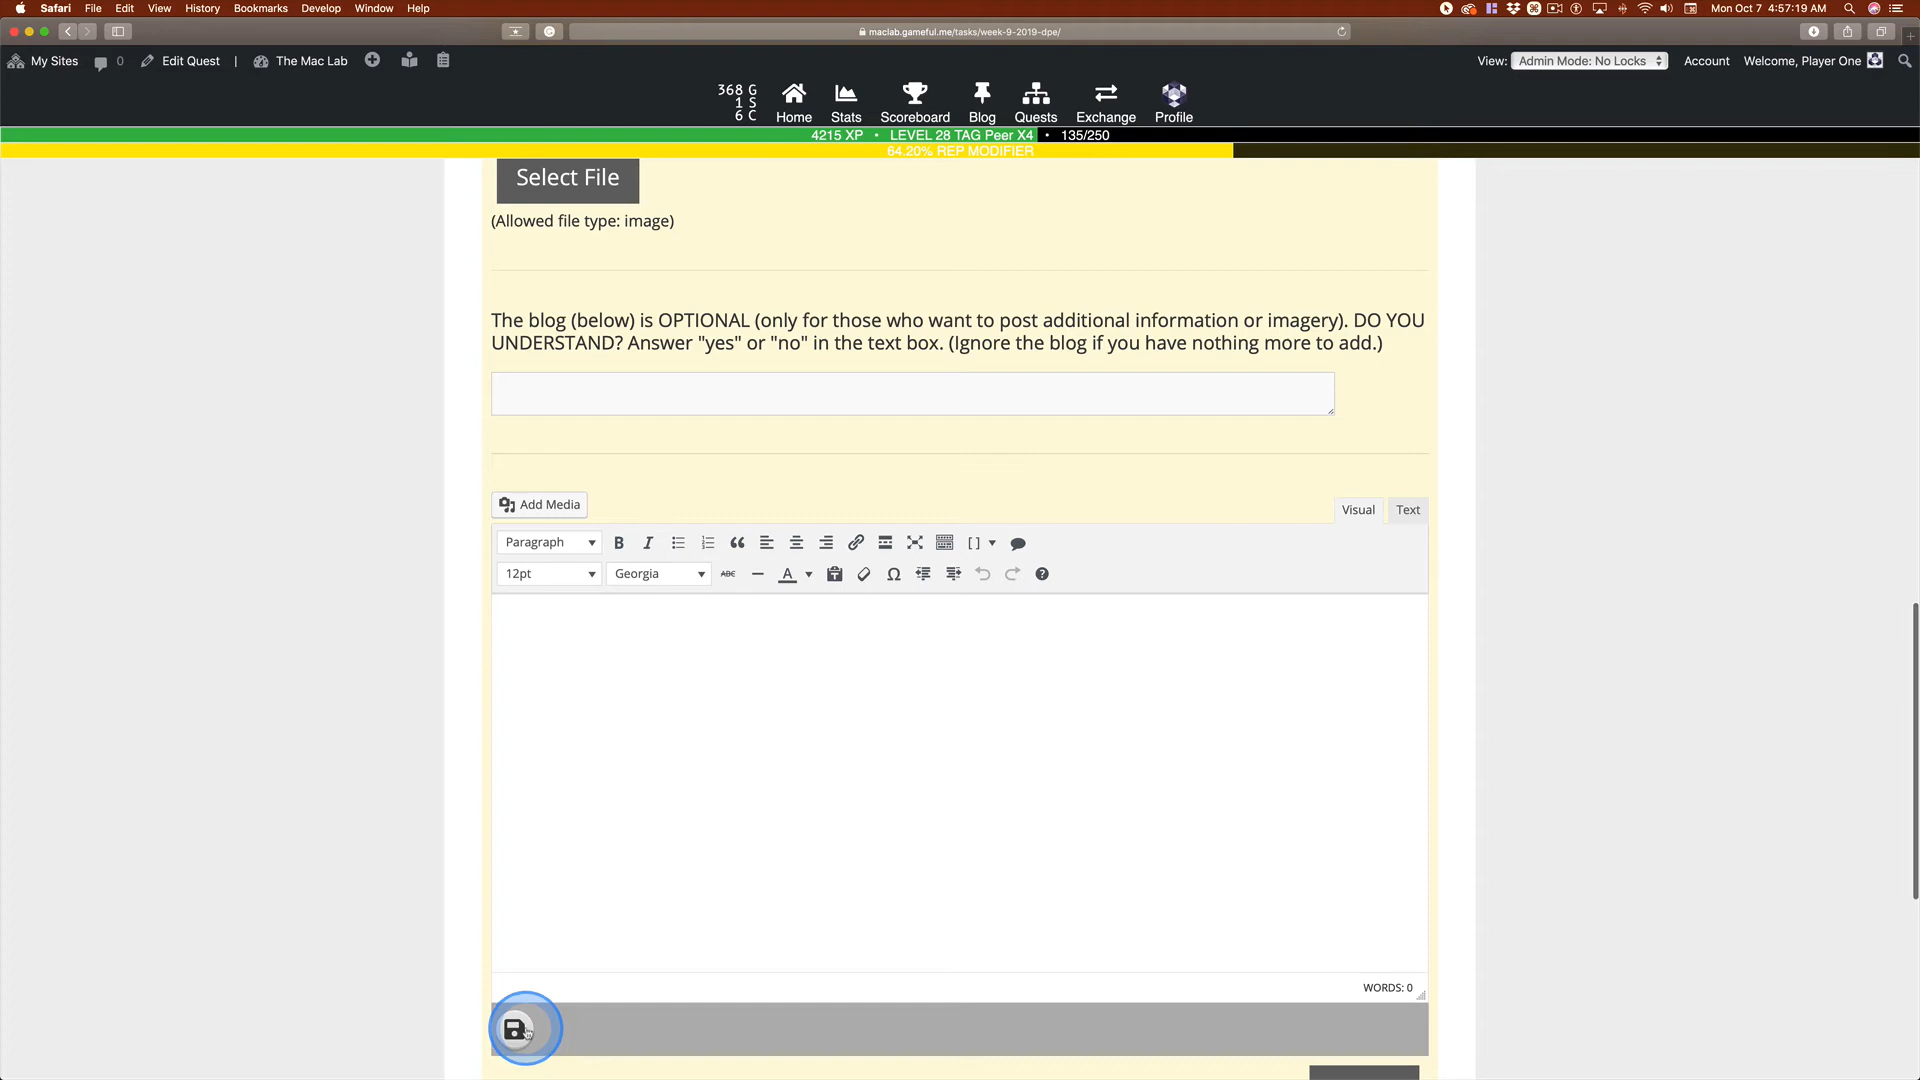 Safari File Edit View History Bookmarks Develop Window Help Mon Oct 7 4:57:19 AM
maclab.gameful.me/tasks/week-9-2019-dpe/
My Sites 0 Edit Quest | The Mac Lab View: Admin Mode: No Locks Account Welcome, Player One
368 G
1 S
6 C
Home Stats Scoreboard Blog Quests Exchange Profile
4215 XP • LEVEL 28 TAG Peer X4 • 135/250
64.20% REP MODIFIER
Select File
(Allowed file type: image)
The blog (below) is OPTIONAL (only for those who want to post additional information or imagery). DO YOU
UNDERSTAND? Answer "yes" or "no" in the text box. (Ignore the blog if you have nothing more to add.)
Add Media Visual Text
Paragraph B I
12pt Georgia ABC A Ω
WORDS: 0